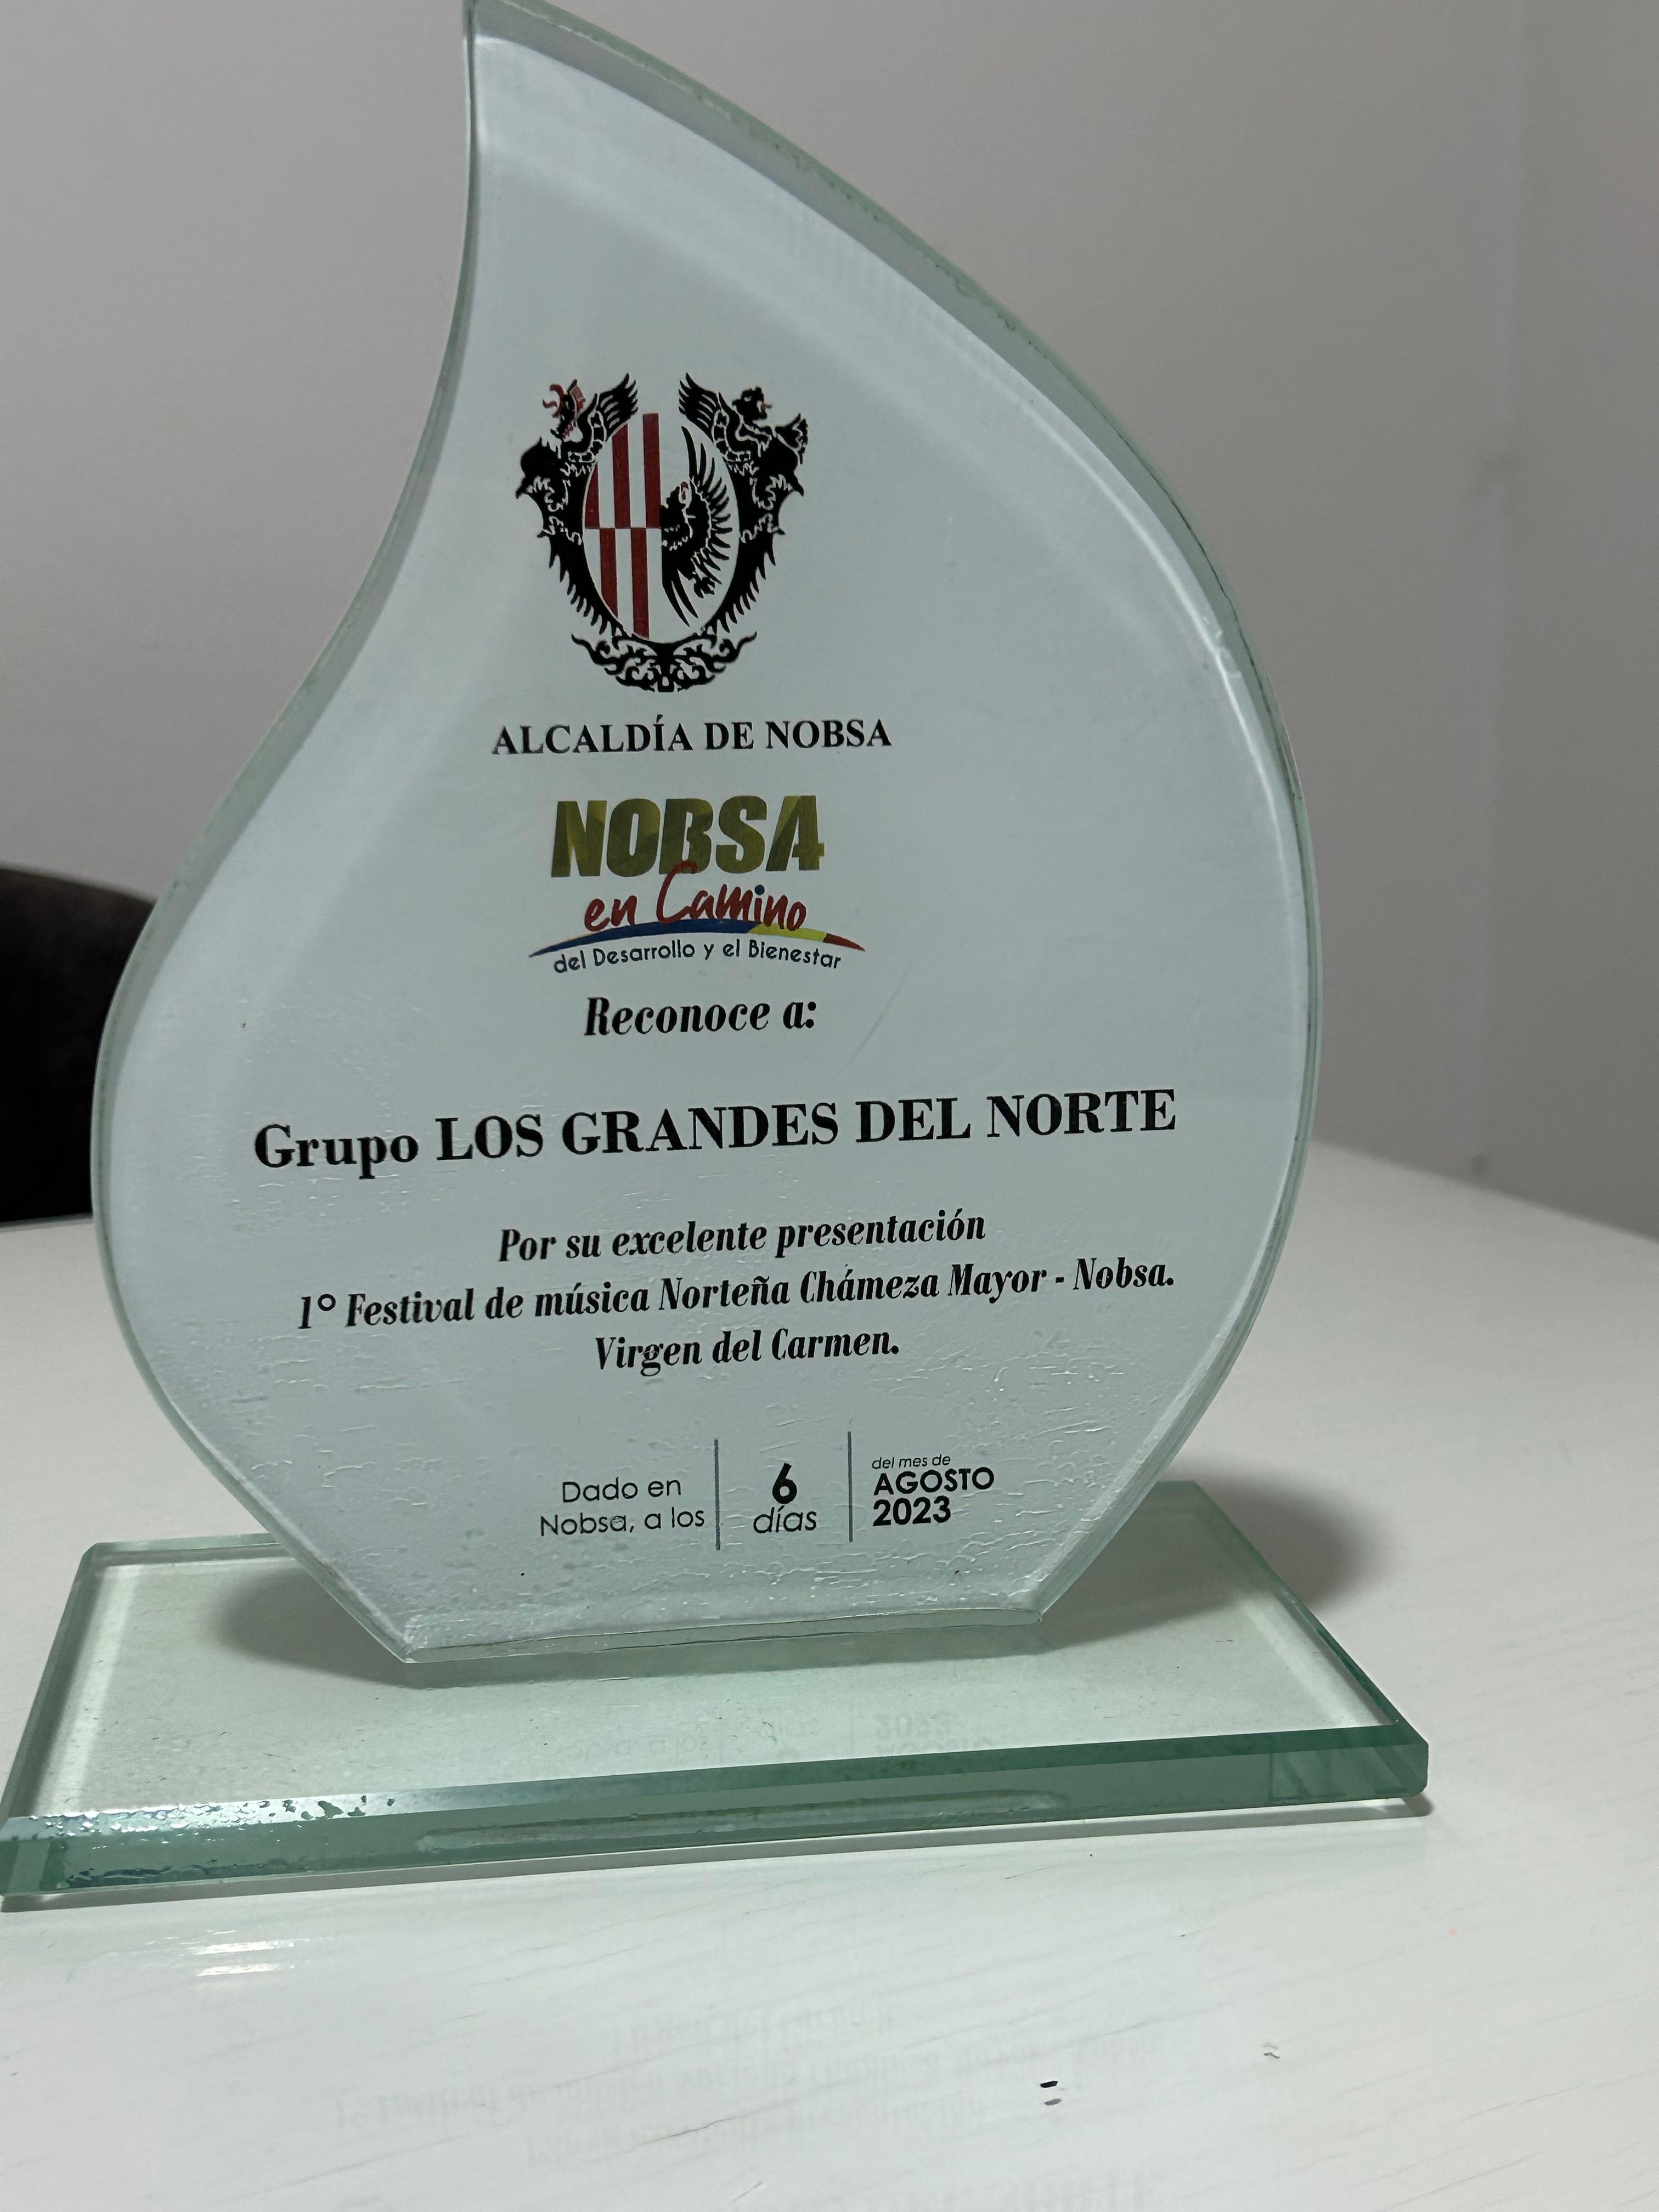 ALCALDÍA DE NOBSA
NOBSA
en Camino
del Desarrollo y el Bienestar
Reconoce a:
Grupo LOS GRANDES DEL NORTE
Por su excelente presentación
1° Festival de música Norteña Chámeza Mayor - Nobsa.
Virgen del Carmen.
Dado en
Nobsa, a los
6
días
del mes de
AGOSTO
2023